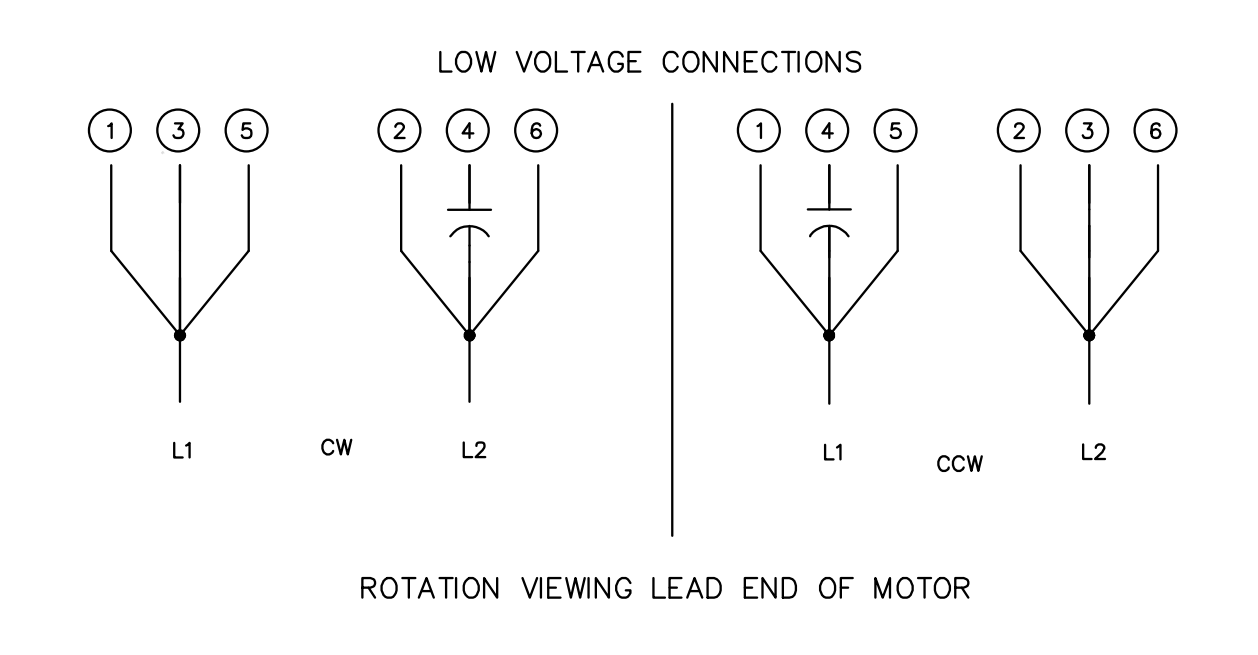 LOW VOLTAGE CONNECTIONS
1 3 5 2 4 6 1 4 5 2 3 6
L1 CW L2 L1 CCW L2
ROTATION VIEWING LEAD END OF MOTOR